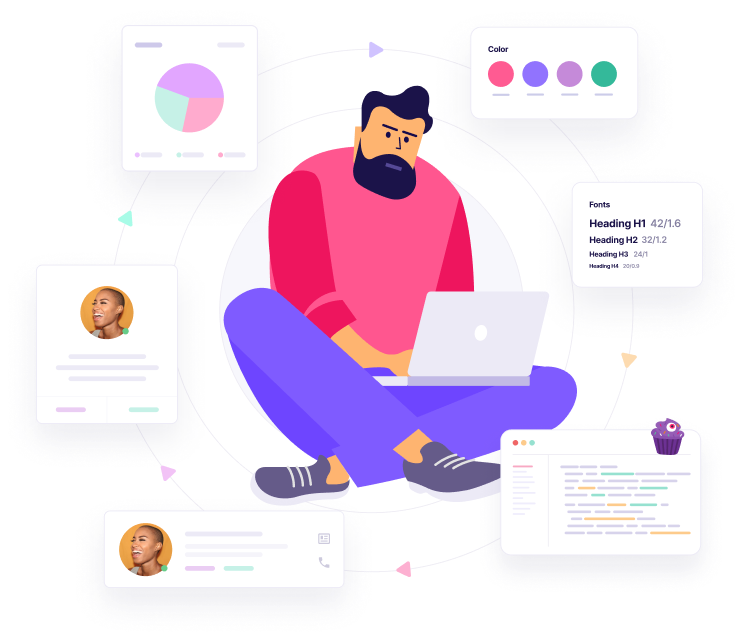 Color
Fonts
Heading H1 42/1.6
Heading H2 32/1.2
Heading H3 24/1
Heading H4 20/0.9